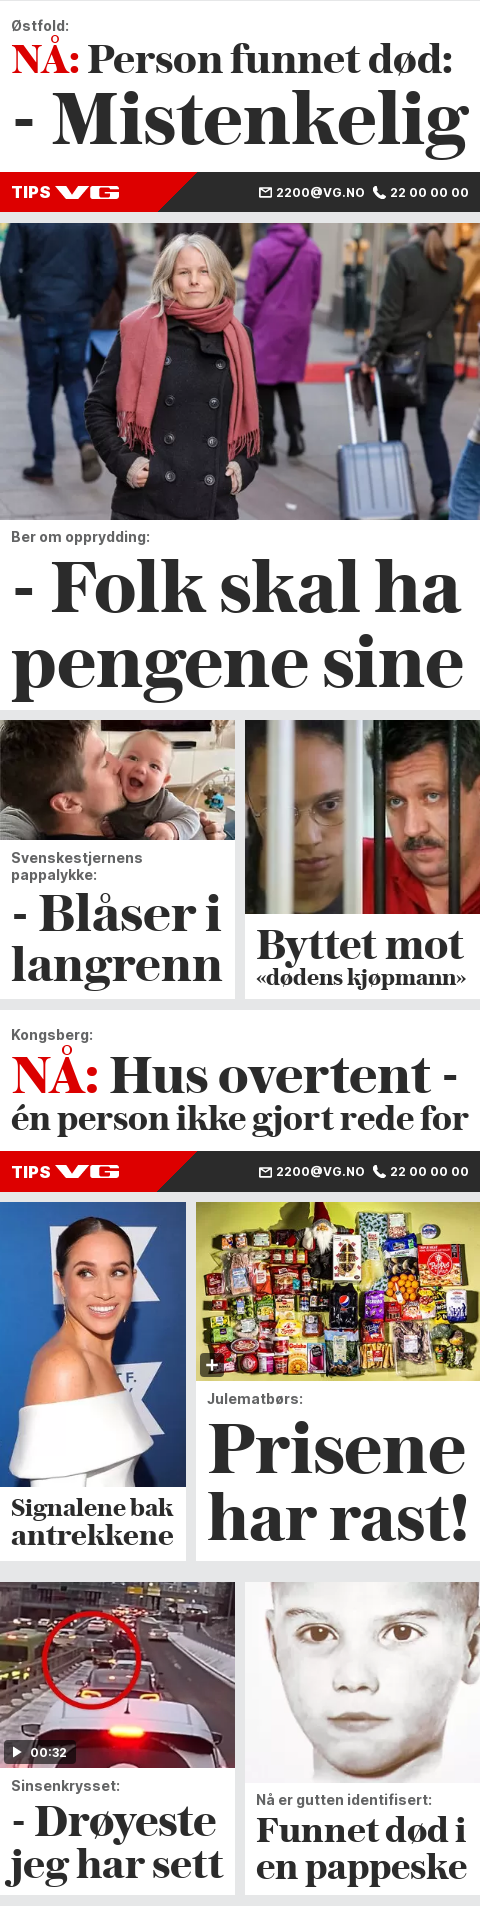 Østfold:
NÅ: Person funnet død:
- Mistenkelig
TIPS VG 2200@VG.NO 22 00 00 00
Ber om opprydding:
- Folk skal ha
pengene sine
Svenskestjernens
pappalykke:
- Blåser i
langrenn
Byttet mot
«dødens kjøpmann»
Kongsberg:
NÅ: Hus overtent -
én person ikke gjort rede for
TIPS VG 2200@VG.NO 22 00 00 00
Signalene bak
antrekkene
Julematbørs:
Prisene
har rast!
00:32
Sinsenkrysset:
- Drøyeste
jeg har sett
Nå er gutten identifisert:
Funnet død i
en pappeske